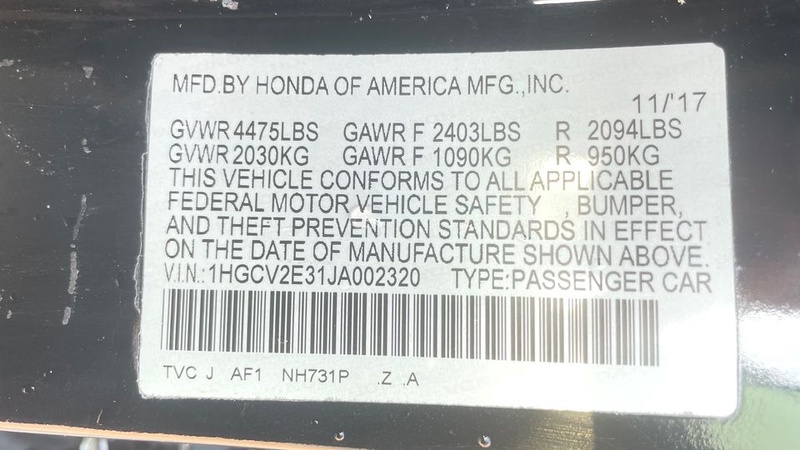 MFD.BY HONDA OF AMERICA MFG.,INC.
11/'17
GVWR 4475LBS GAWR F 2403LBS R 2094LBS
GVWR 2030KG GAWR F 1090KG R 950KG
THIS VEHICLE CONFORMS TO ALL APPLICABLE
FEDERAL MOTOR VEHICLE SAFETY , BUMPER,
AND THEFT PREVENTION STANDARDS IN EFFECT
ON THE DATE OF MANUFACTURE SHOWN ABOVE.
V.I.N.:1HGCV2E31JA002320 TYPE:PASSENGER CAR
TVC J AF1 NH731P .Z .A